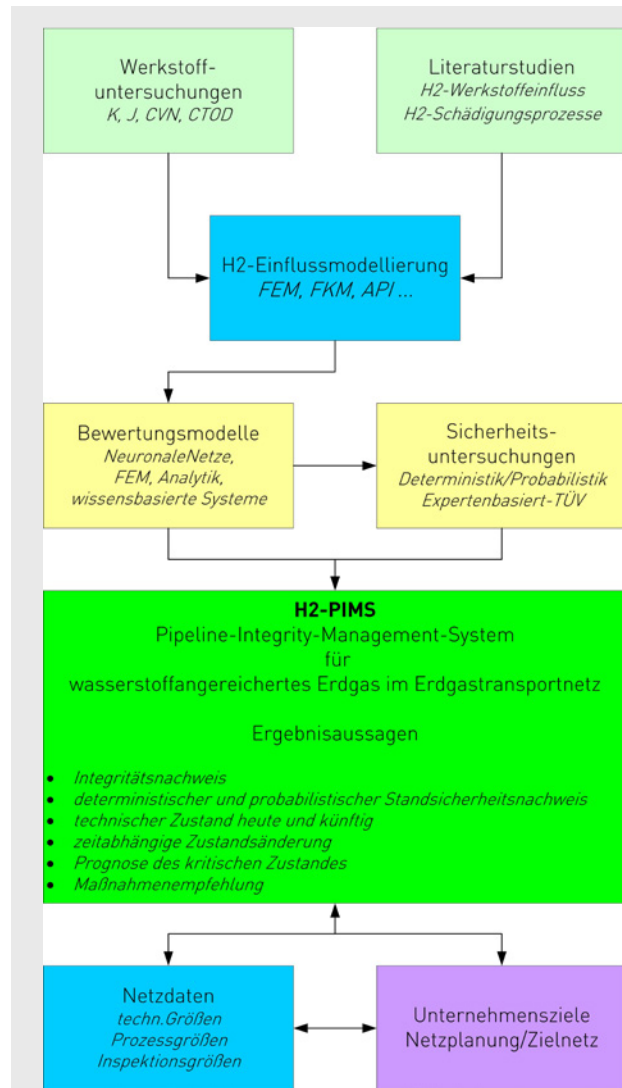 Werkstoff-
untersuchungen
K, J, CVN, CTOD
Literaturstudien
H2-Werkstoffeinfluss
H2-Schädigungsprozesse
H2-Einflussmodellierung
FEM, FKM, API ...
Bewertungsmodelle
NeuronaleNetze,
FEM, Analytik,
wissensbasierte Systeme
Sicherheits-
untersuchungen
Deterministik/Probabilistik
Expertenbasiert-TÜV
H2-PIMS
Pipeline-Integrity-Management-System
für
wasserstoffangereichertes Erdgas im Erdgastransportnetz
Ergebnisaussagen
• Integritätsnachweis
• deterministischer und probabilistischer Standsicherheitsnachweis
• technischer Zustand heute und künftig
• zeitabhängige Zustandsänderung
• Prognose des kritischen Zustandes
• Maßnahmenempfehlung
Netzdaten
techn.Größen
Prozessgrößen
Inspektionsgrößen
Unternehmensziele
Netzplanung/Zielnetz